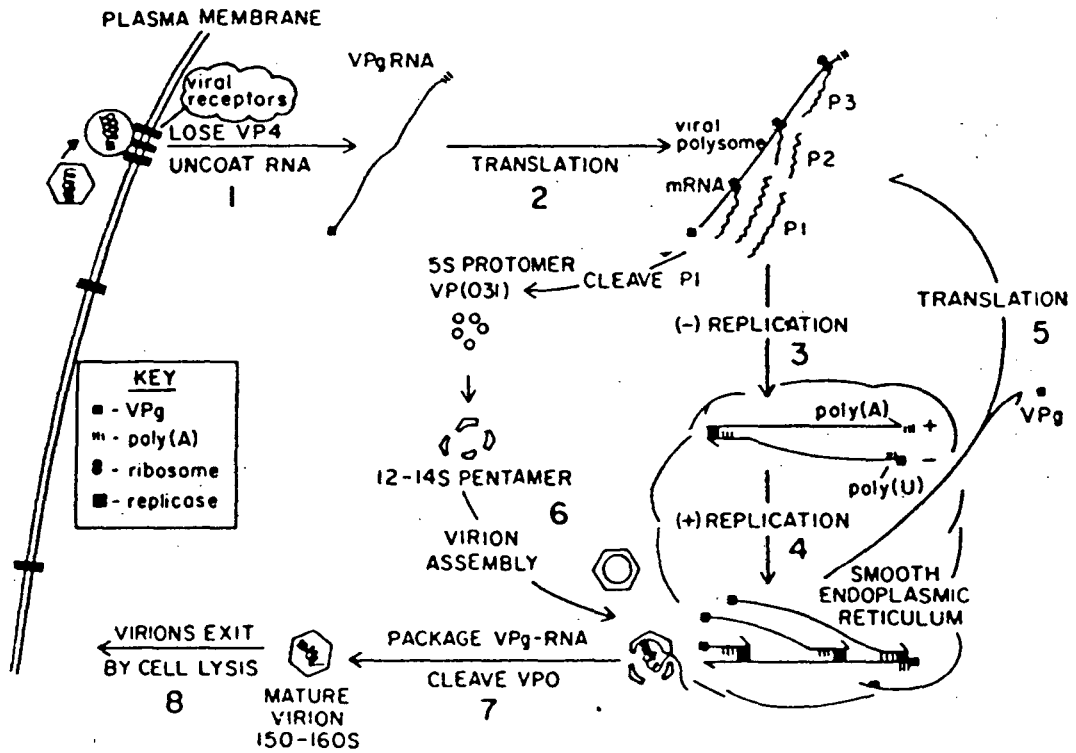 PLASMA MEMBRANE
viral
receptors
LOSE VP4
UNCOAT RNA
1
VPgRNA
TRANSLATION
2
viral
polysome
mRNA
P3
P2
P1
CLEAVE P1
5S PROTOMER
VP(031)
(-) REPLICATION
3
TRANSLATION
5
VPg
KEY
- VPg
- poly(A)
- ribosome
- replicase
poly(A)
+
-
poly(U)
12-14S PENTAMER
6
VIRION
ASSEMBLY
(+) REPLICATION
4
SMOOTH
ENDOPLASMIC
RETICULUM
PACKAGE VPg-RNA
CLEAVE VPO
7
VIRIONS EXIT
BY CELL LYSIS
8
MATURE
VIRION
150-160S